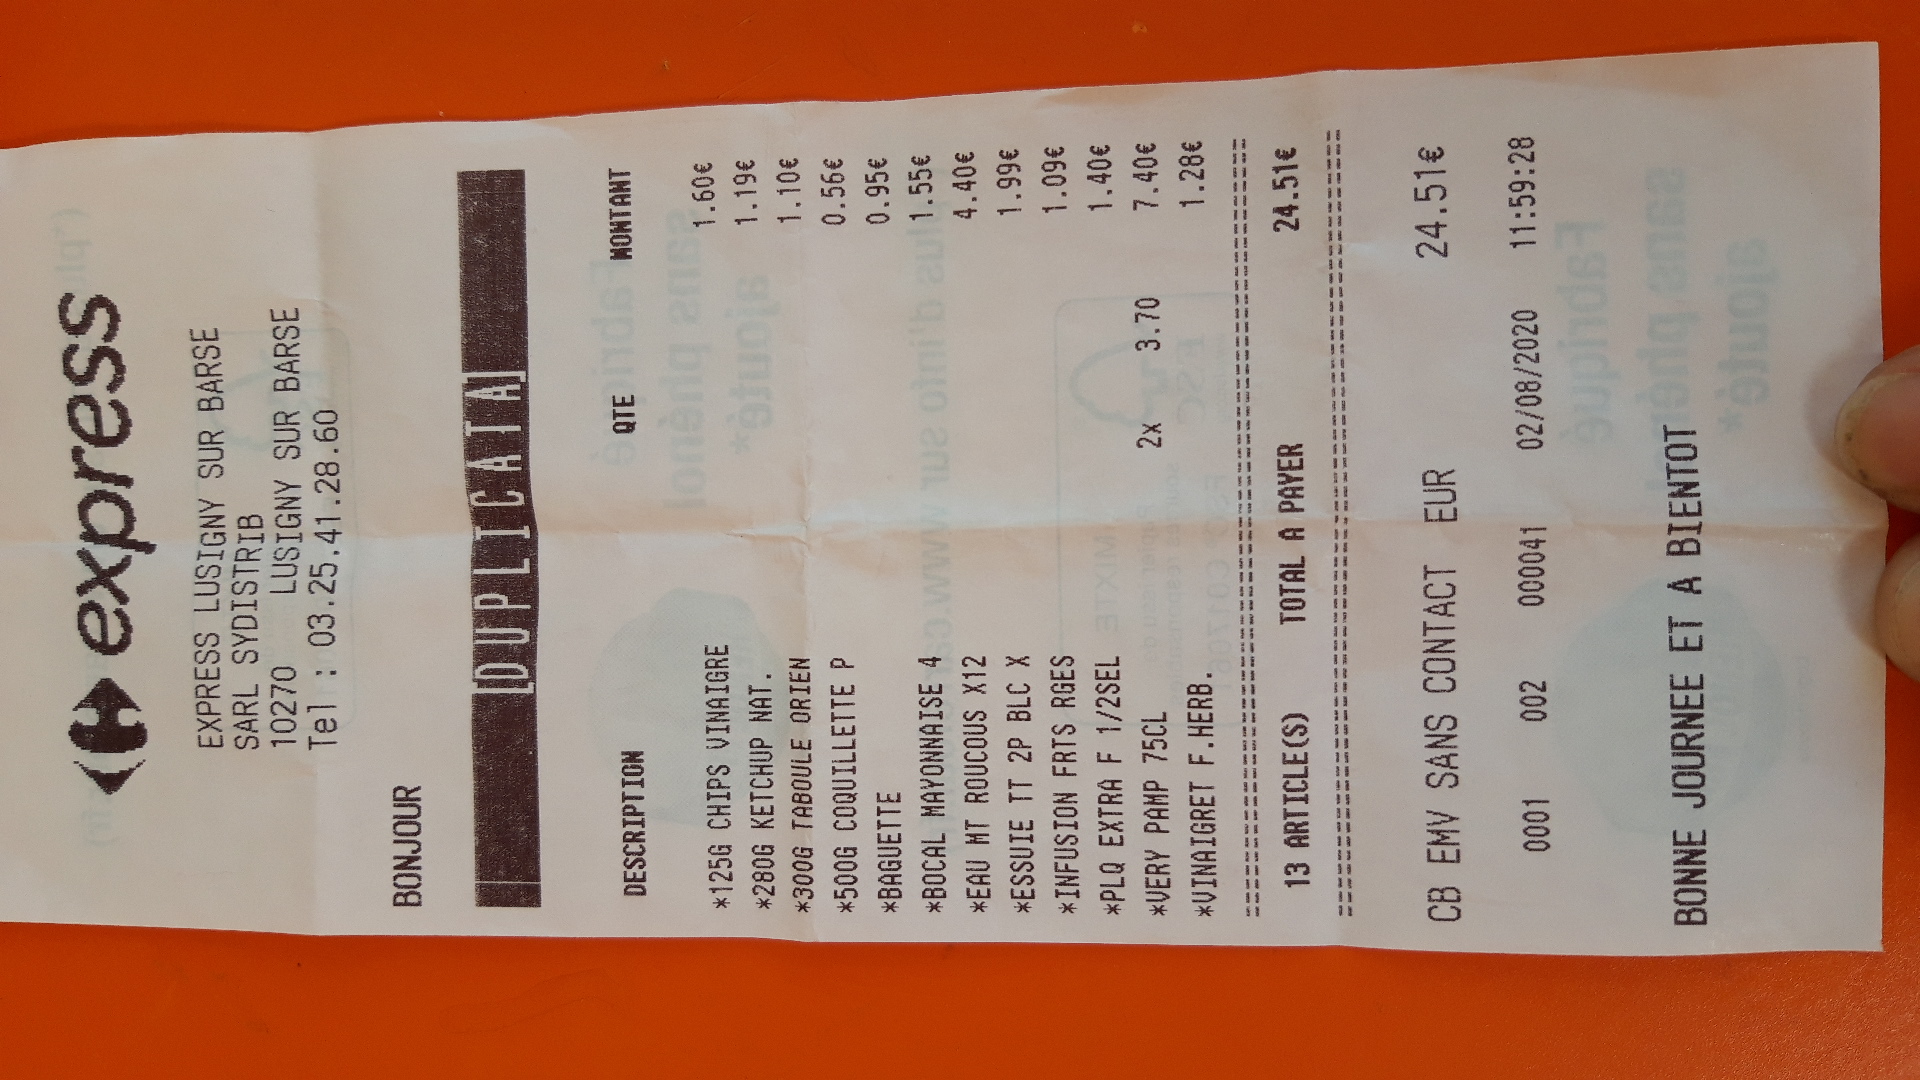 express
EXPRESS LUSIGNY SUR BARSE
SARL SYDISTRIB
10270 LUSIGNY SUR BARSE
Tel : 03.25.41.28.60
BONJOUR
[DUPLICATA]
DESCRIPTION QTE MONTANT
*125G CHIPS VINAIGRE 1.60€
*280G KETCHUP NAT. 1.19€
*300G TABOULE ORIEN 1.10€
*500G COQUILLETTE P 0.56€
*BAGUETTE 0.95€
*BOCAL MAYONNAISE 4 1.55€
*EAU MT ROUCOUS X12 4.40€
*ESSUIE TT 2P BLC X 1.99€
*INFUSION FRTS RGES 1.09€
*PLQ EXTRA F 1/2SEL 1.40€
*VERY PAMP 75CL 2x 3.70 7.40€
*VINAIGRET F.HERB. 1.28€
13 ARTICLE(S) TOTAL A PAYER 24.51€
CB EMV SANS CONTACT EUR 24.51€
0001 002 000041 02/08/2020 11:59:28
BONNE JOURNEE ET A BIENTOT